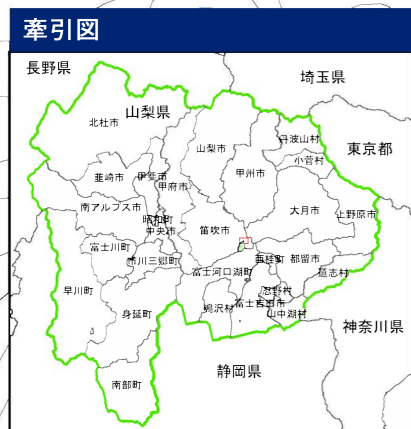 牽引図
長野県
埼玉県
山梨県
北杜市
山梨市
丹波山村
小菅村
東京都
韮崎市
甲斐市
甲府市
甲州市
南アルプス市
昭和町
中央市
笛吹市
大月市
上野原市
富士川町
市川三郷町
西桂町
都留市
道志村
富士河口湖町
早川町
忍野村
身延町
鳴沢村
富士吉田市
山中湖村
神奈川県
静岡県
南部町